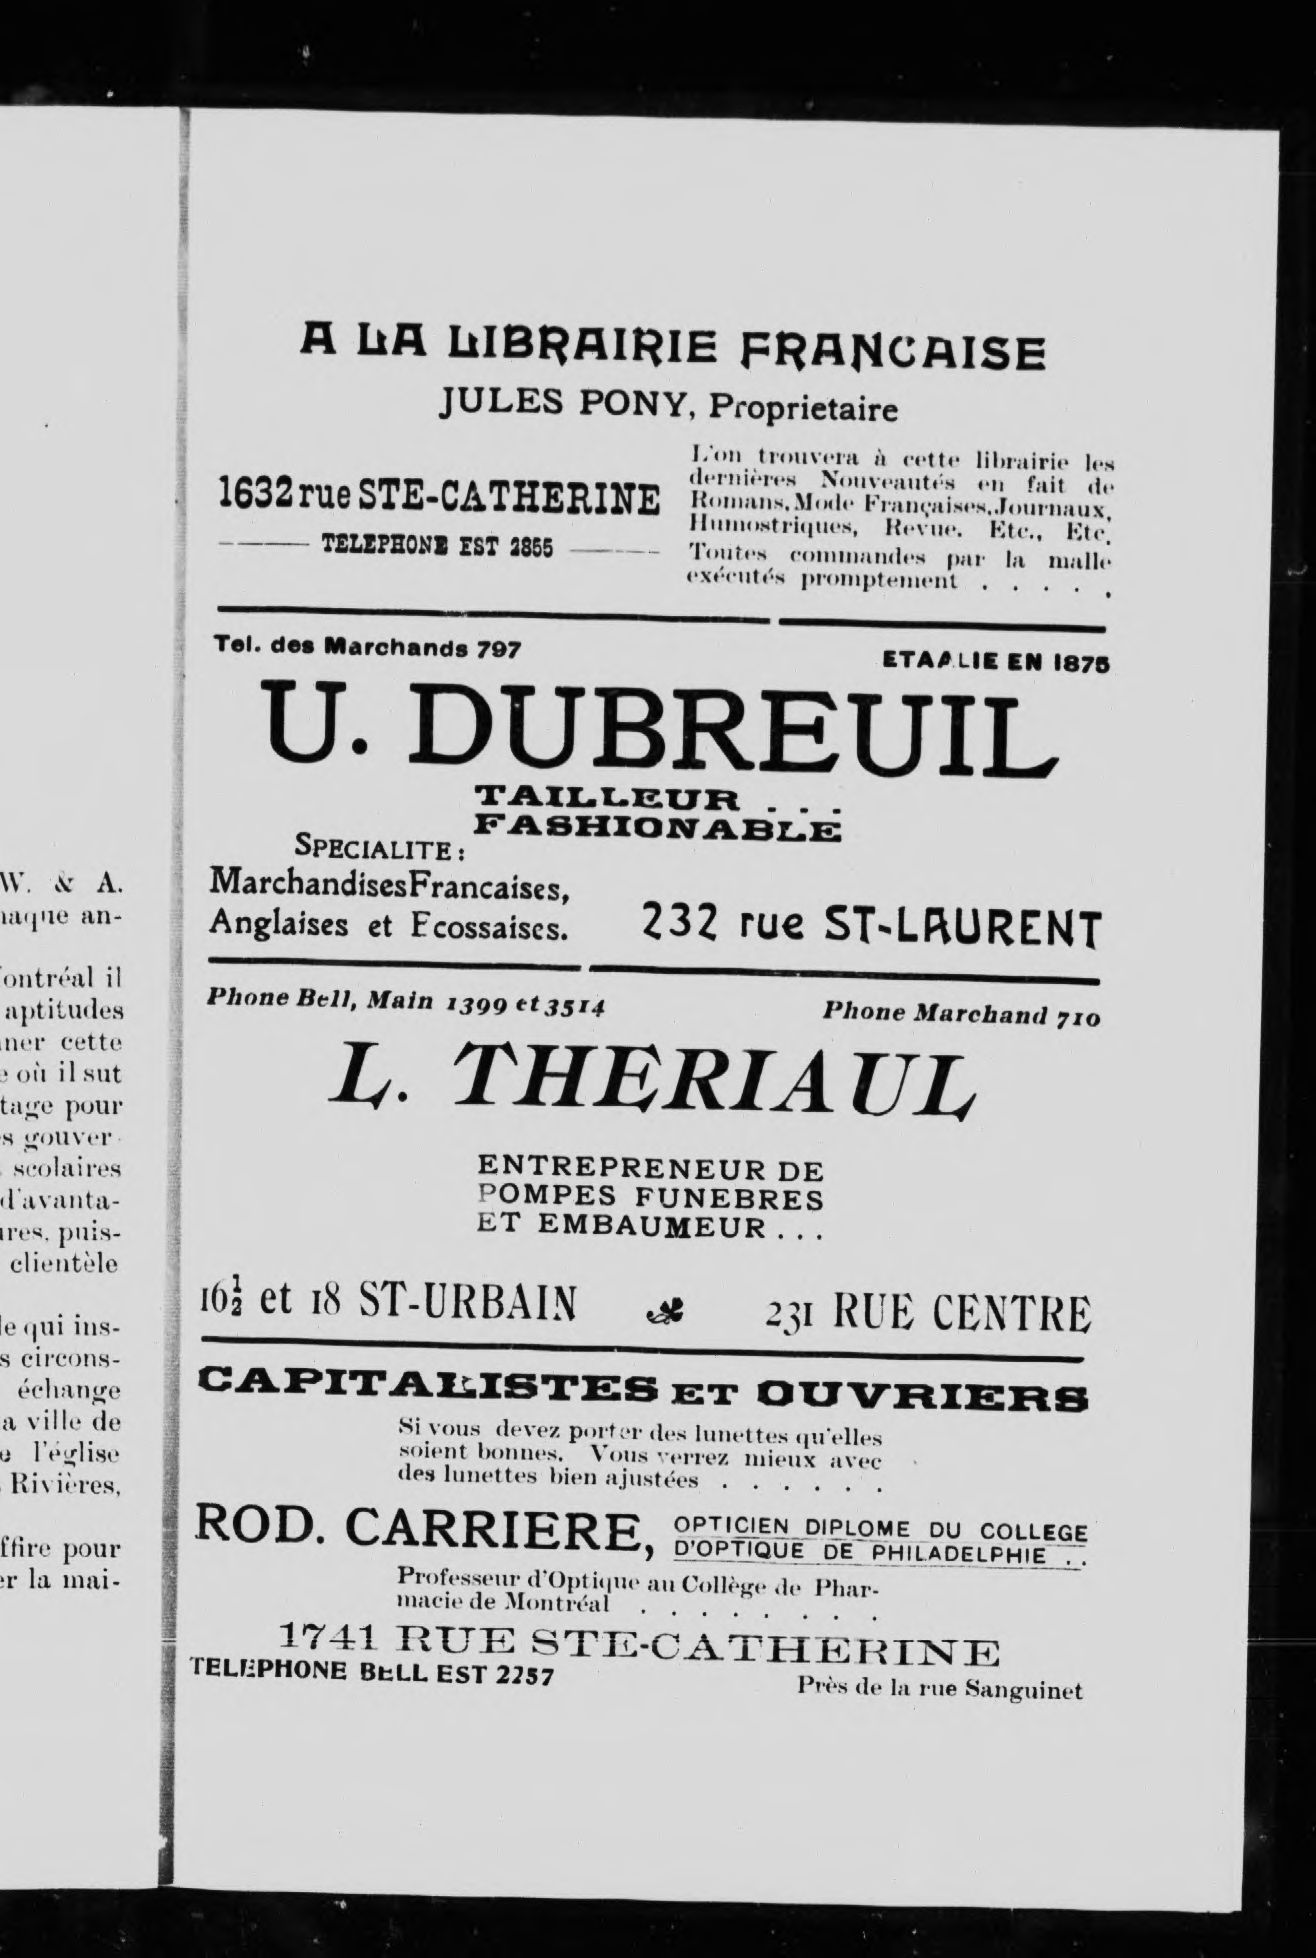 W. & A.
aque an-
ontréal il
aptitudes
ner cette
où il sut
tage pour
s gouver-
scolaires
d'avanta-
res, puis-
clientèle
le qui ins-
s circons-
échange
a ville de
l'église
Rivières,
ffire pour
er la mai-
A LA LIBRAIRIE FRANCAISE
JULES PONY, Proprietaire
1632 rue STE-CATHERINE
TELEPHONE EST 2855
L'on trouvera à cette librairie les
dernières Nouveautés en fait de
Romans, Mode Françaises, Journaux,
Humostriques, Revue. Etc., Etc.
Toutes commandes par la malle
exécutés promptement . . . . .
Tel. des Marchands 797
ETABLIE EN 1875
U. DUBREUIL
TAILLEUR . . .
FASHIONABLE
SPECIALITE:
Marchandises Francaises,
Anglaises et Ecossaises.
232 rue ST-LAURENT
Phone Bell, Main 1399 et 3514
Phone Marchand 710
L. THERIAUL
ENTREPRENEUR DE
POMPES FUNEBRES
ET EMBAUMEUR . . .
16½ et 18 ST-URBAIN
231 RUE CENTRE
CAPITALISTES ET OUVRIERS
Si vous devez porter des lunettes qu'elles
soient bonnes. Vous verrez mieux avec
des lunettes bien ajustées . . . . . .
ROD. CARRIERE,
OPTICIEN DIPLOME DU COLLEGE
D'OPTIQUE DE PHILADELPHIE . .
Professeur d'Optique au Collège de Phar-
macie de Montréal . . . . . . . .
1741 RUE STE-CATHERINE
TELEPHONE BELL EST 2257
Près de la rue Sanguinet